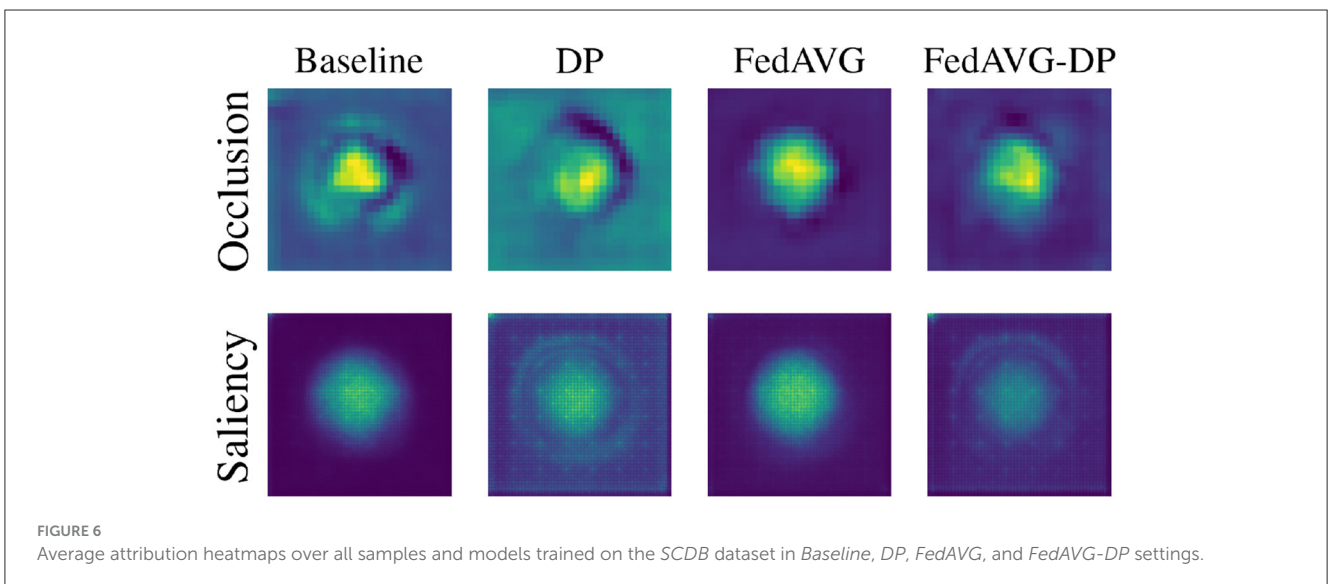 Baseline DP FedAVG FedAVG-DP
Occlusion
Saliency
FIGURE 6
Average attribution heatmaps over all samples and models trained on the SCDB dataset in Baseline, DP, FedAVG, and FedAVG-DP settings.